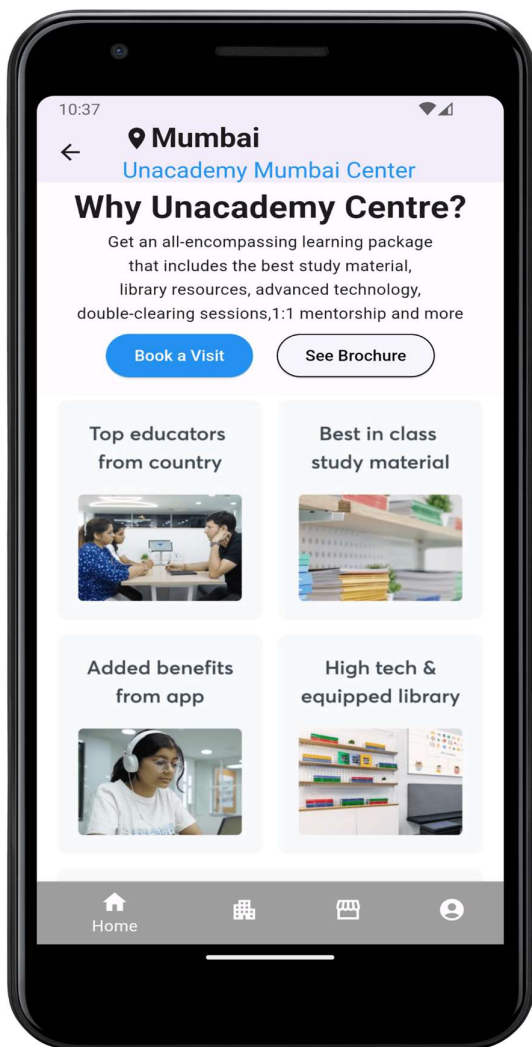 10:37
Mumbai
Unacademy Mumbai Center
Why Unacademy Centre?
Get an all-encompassing learning package
that includes the best study material,
library resources, advanced technology,
double-clearing sessions,1:1 mentorship and more
Book a Visit
See Brochure
Top educators
from country
Best in class
study material
Added benefits
from app
High tech &
equipped library
Home